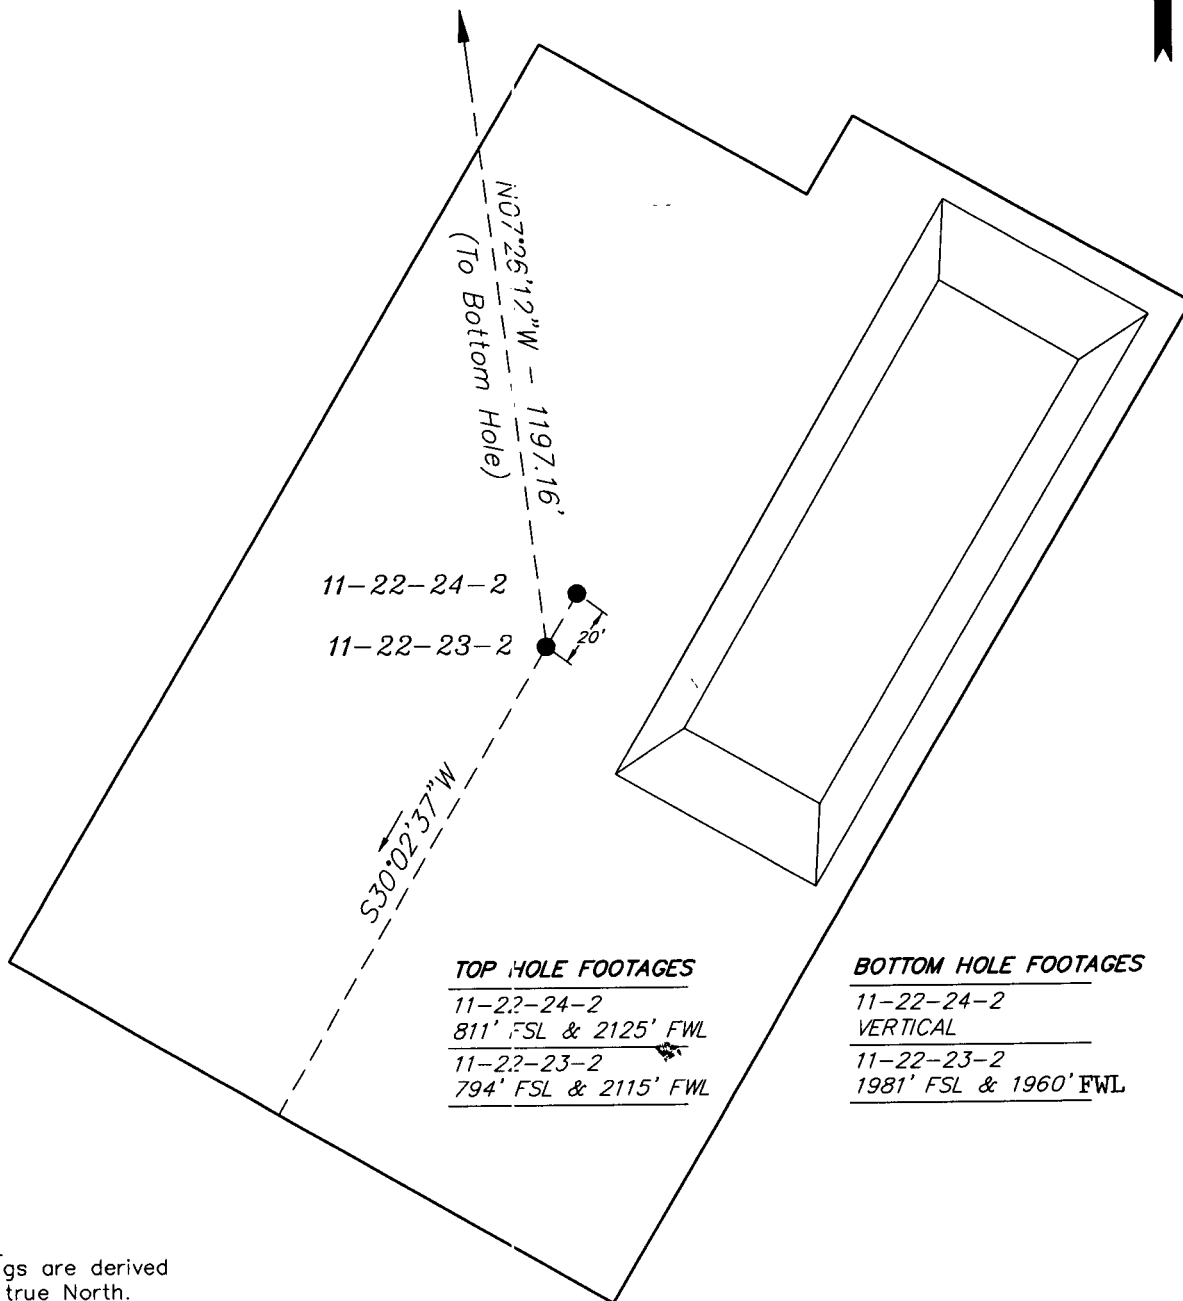 N07°26'12"W - 1197.16'
(To Bottom Hole)
11-22-24-2
20'
11-22-23-2
S30°02'37"W
TOP HOLE FOOTAGES
11-22-24-2
811' FSL & 2125' FWL
11-22-23-2
794' FSL & 2115' FWL
BOTTOM HOLE FOOTAGES
11-22-24-2
VERTICAL
11-22-23-2
1981' FSL & 1960' FWL
gs are derived
true North.